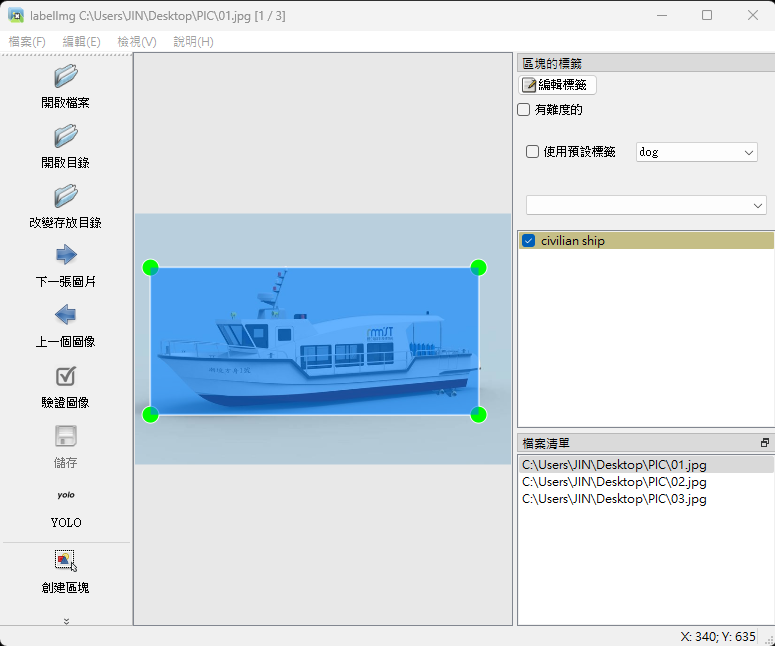 labelImg C:\Users\JIN\Desktop\PIC\01.jpg [1 / 3]
檔案(F) 編輯(E) 檢視(V) 說明(H)
開啟檔案
開啟目錄
改變存放目錄
下一張圖片
上一個圖像
驗證圖像
儲存
yolo
YOLO
創建區塊
區塊的標籤
編輯標籤
有難度的
使用預設標籤
dog
civilian ship
檔案清單
C:\Users\JIN\Desktop\PIC\01.jpg
C:\Users\JIN\Desktop\PIC\02.jpg
C:\Users\JIN\Desktop\PIC\03.jpg
X: 340; Y: 635